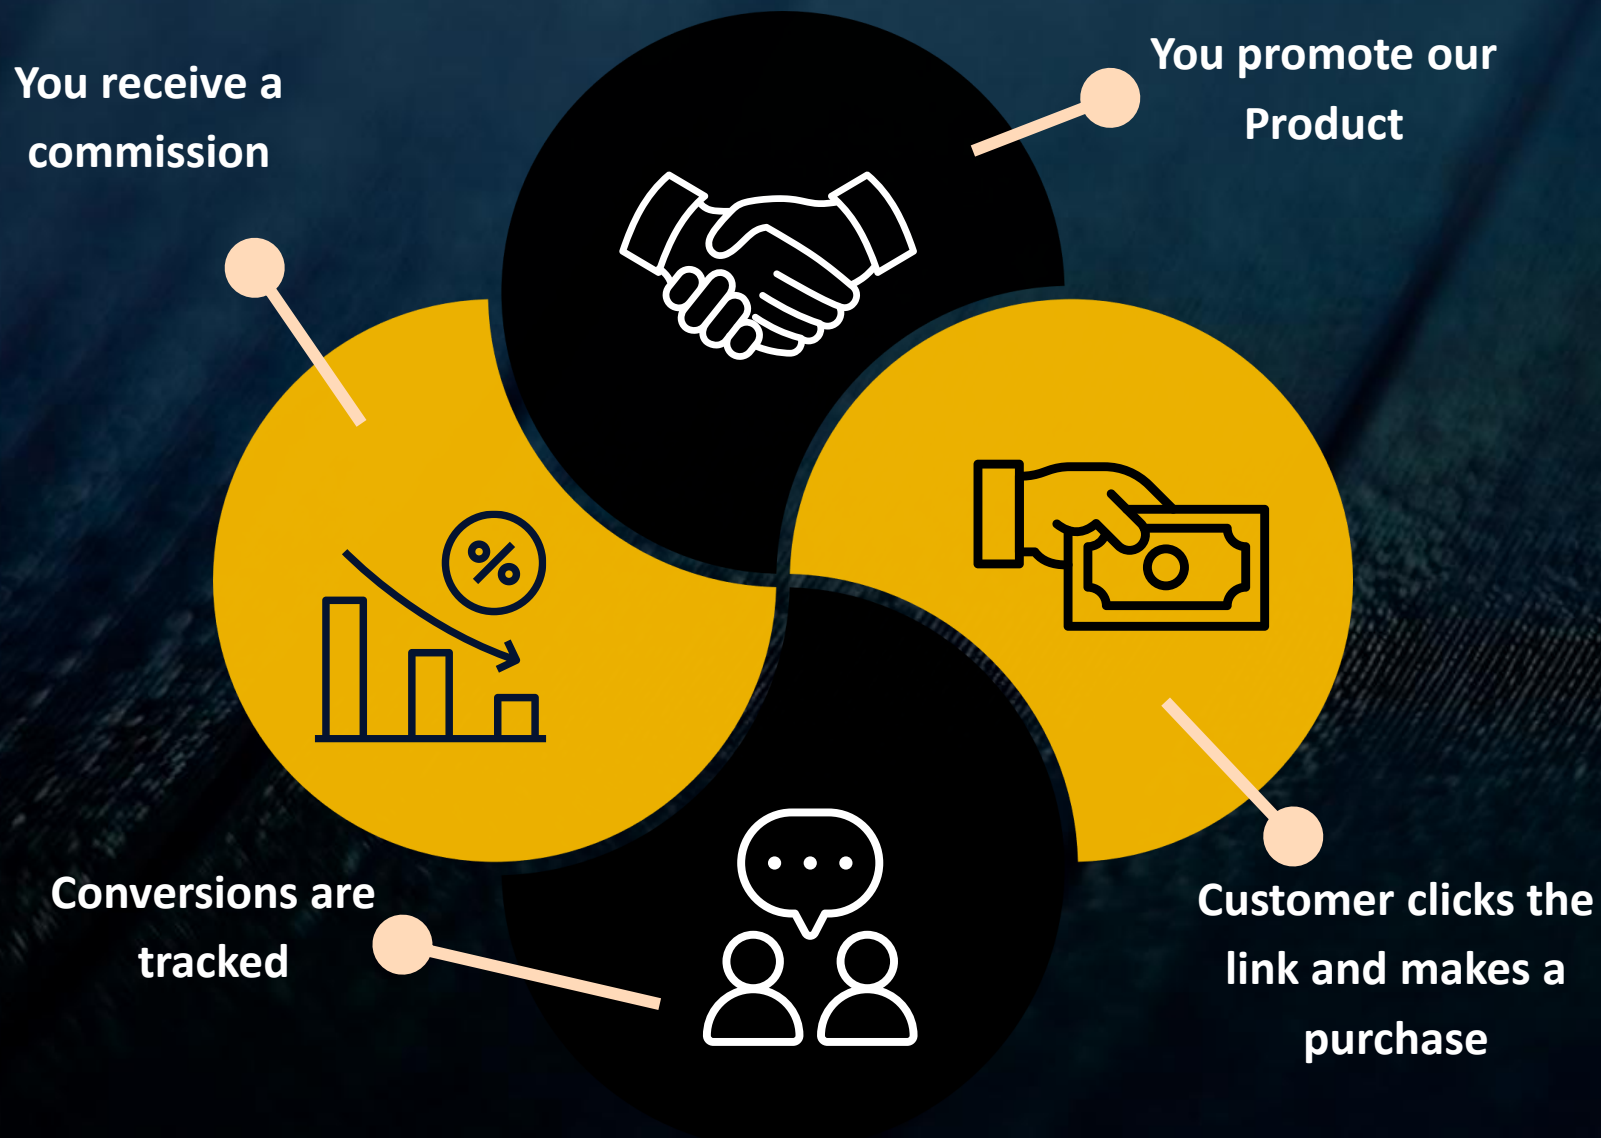 You receive a
commission
You promote our
Product
%
Conversions are
tracked
Customer clicks the
link and makes a
purchase